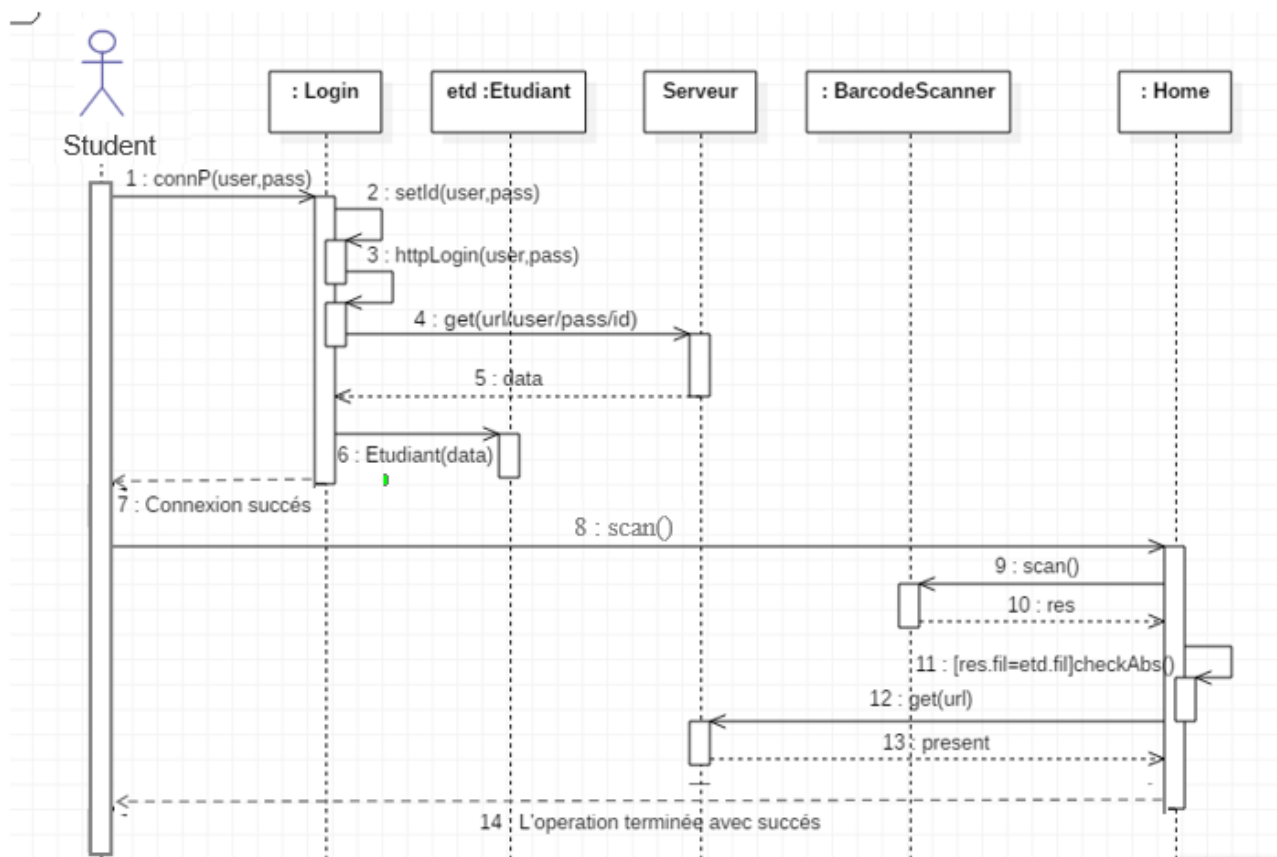 : Login
etd :Etudiant
Serveur
: BarcodeScanner
: Home
Student
1 : connP(user,pass)
2 : setId(user,pass)
3 : httpLogin(user,pass)
4 : get(url/user/pass/id)
5 : data
6 : Etudiant(data)
7 : Connexion succés
8 : scan()
9 : scan()
10 : res
11 : [res.fil=etd.fil]checkAbs()
12 : get(url)
13 : present
14 : L'operation terminée avec succés